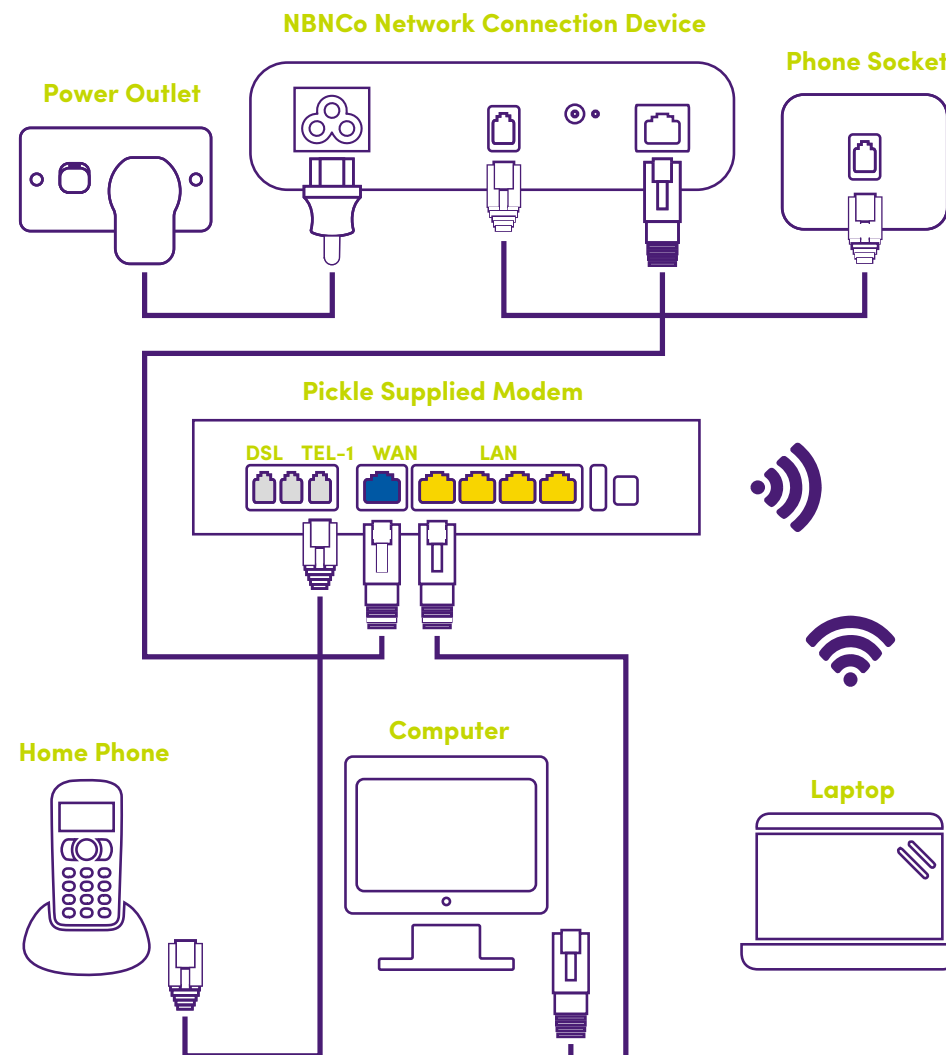 NBNCo Network Connection Device
Phone Socket
Power Outlet
Pickle Supplied Modem
DSL TEL-1 WAN LAN
Computer
Home Phone
Laptop